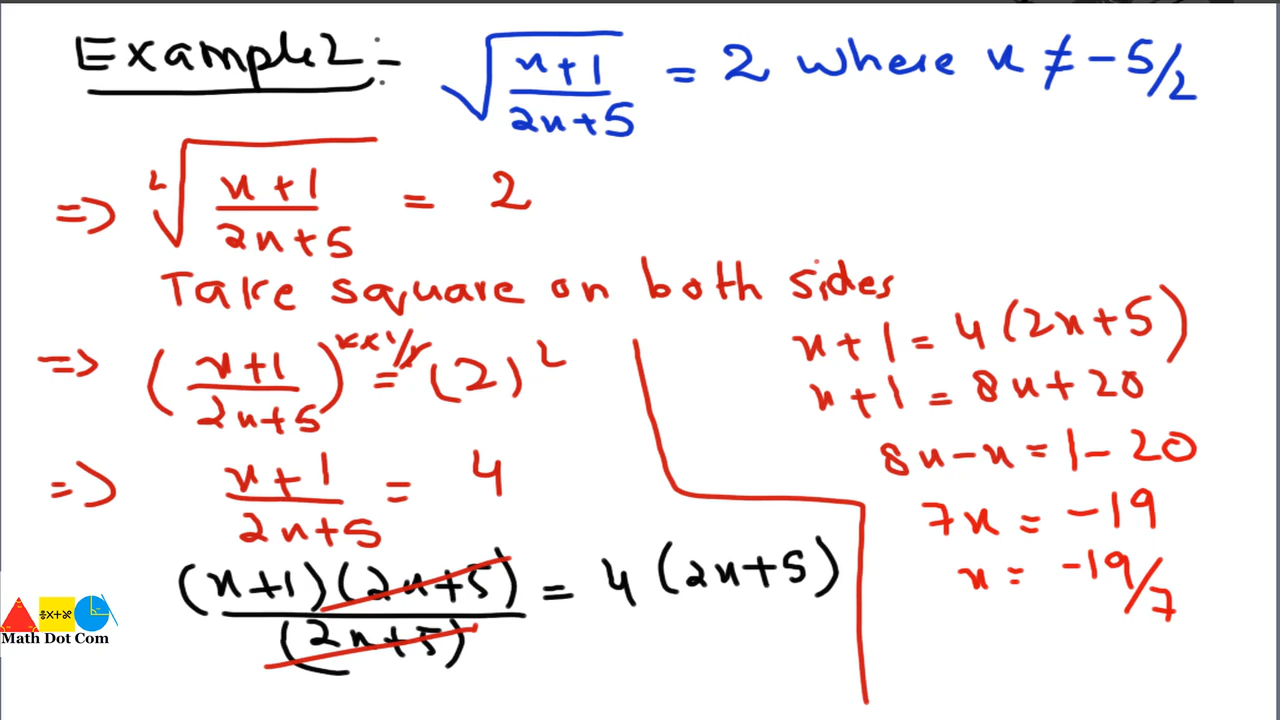 Example 2:- √(x+1)/(2x+5) = 2 where x ≠ -5/2
=> ²√(x+1)/(2x+5) = 2
Take square on both sides
=> ((x+1)/(2x+5))^(2×1/2) = (2)²
=> (x+1)/(2x+5) = 4
(x+1)(2x+5)/(2x+5) = 4(2x+5)
x+1 = 4(2x+5)
x+1 = 8x+20
8x-x = 1-20
7x = -19
x = -19/7
Math Dot Com